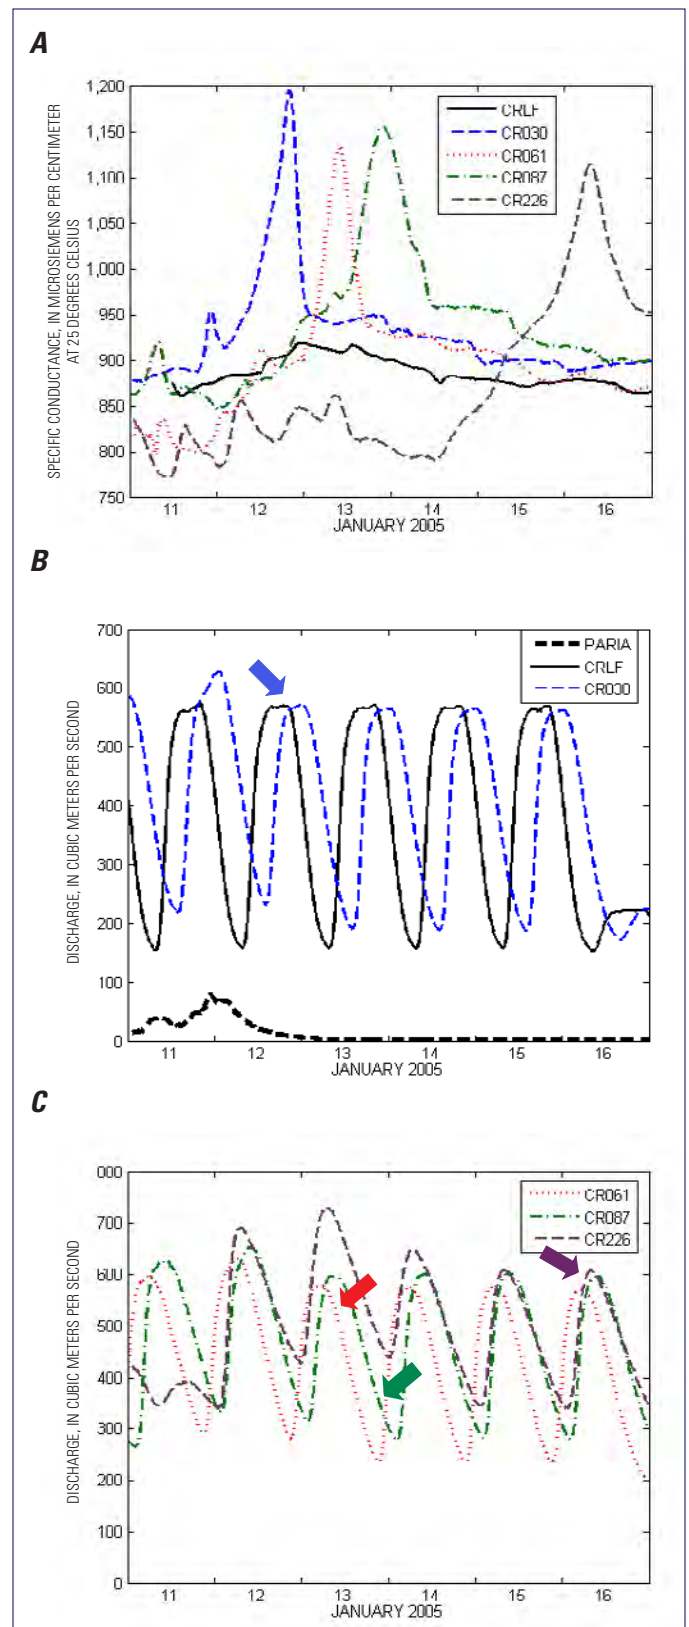 A
SPECIFIC CONDUCTANCE, IN MICROSIEMENS PER CENTIMETER
AT 25 DEGREES CELSIUS
1,200
1,150
1,100
1,050
1,000
950
900
850
800
750
CRLF
CR030
CR061
CR087
CR226
11 12 13 14 15 16
JANUARY 2005
B
DISCHARGE, IN CUBIC METERS PER SECOND
700
600
500
400
300
200
100
0
PARIA
CRLF
CR030
11 12 13 14 15 16
JANUARY 2005
C
DISCHARGE, IN CUBIC METERS PER SECOND
000
700
600
500
400
300
200
100
0
CR061
CR087
CR226
11 12 13 14 15 16
JANUARY 2005